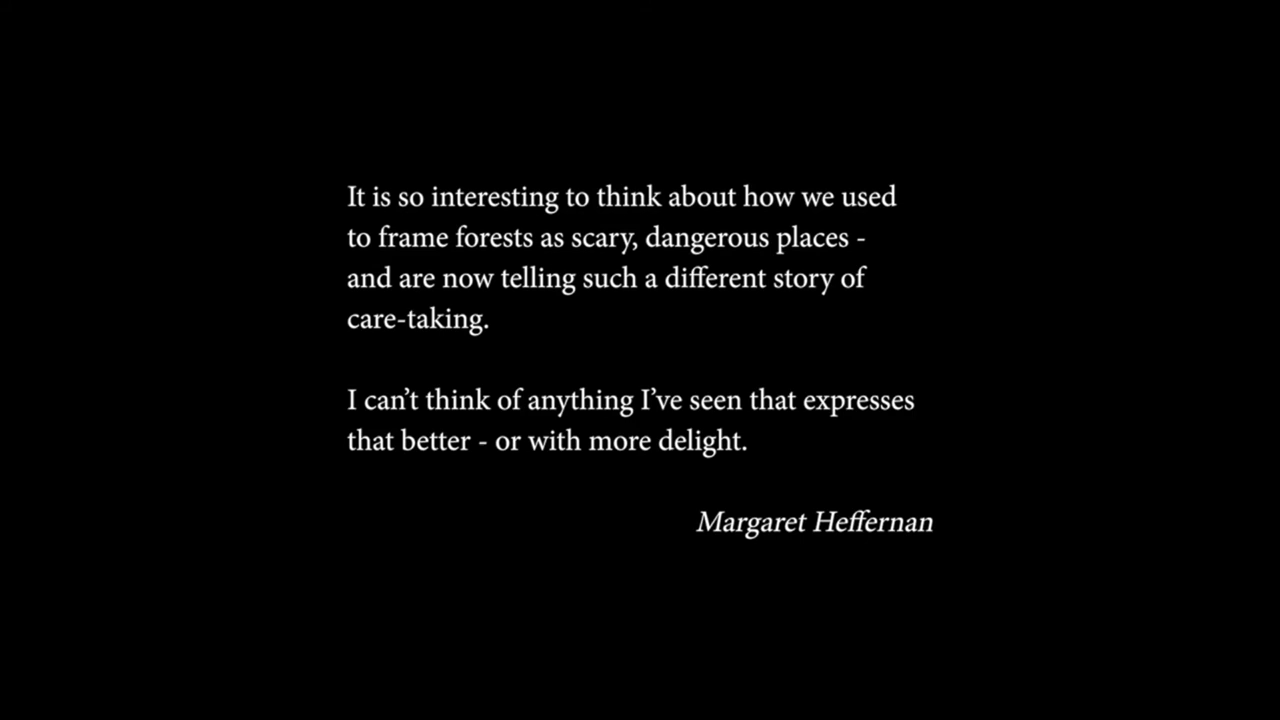 It is so interesting to think about how we used
to frame forests as scary, dangerous places -
and are now telling such a different story of
care-taking.
I can’t think of anything I’ve seen that expresses
that better - or with more delight.
Margaret Heffernan